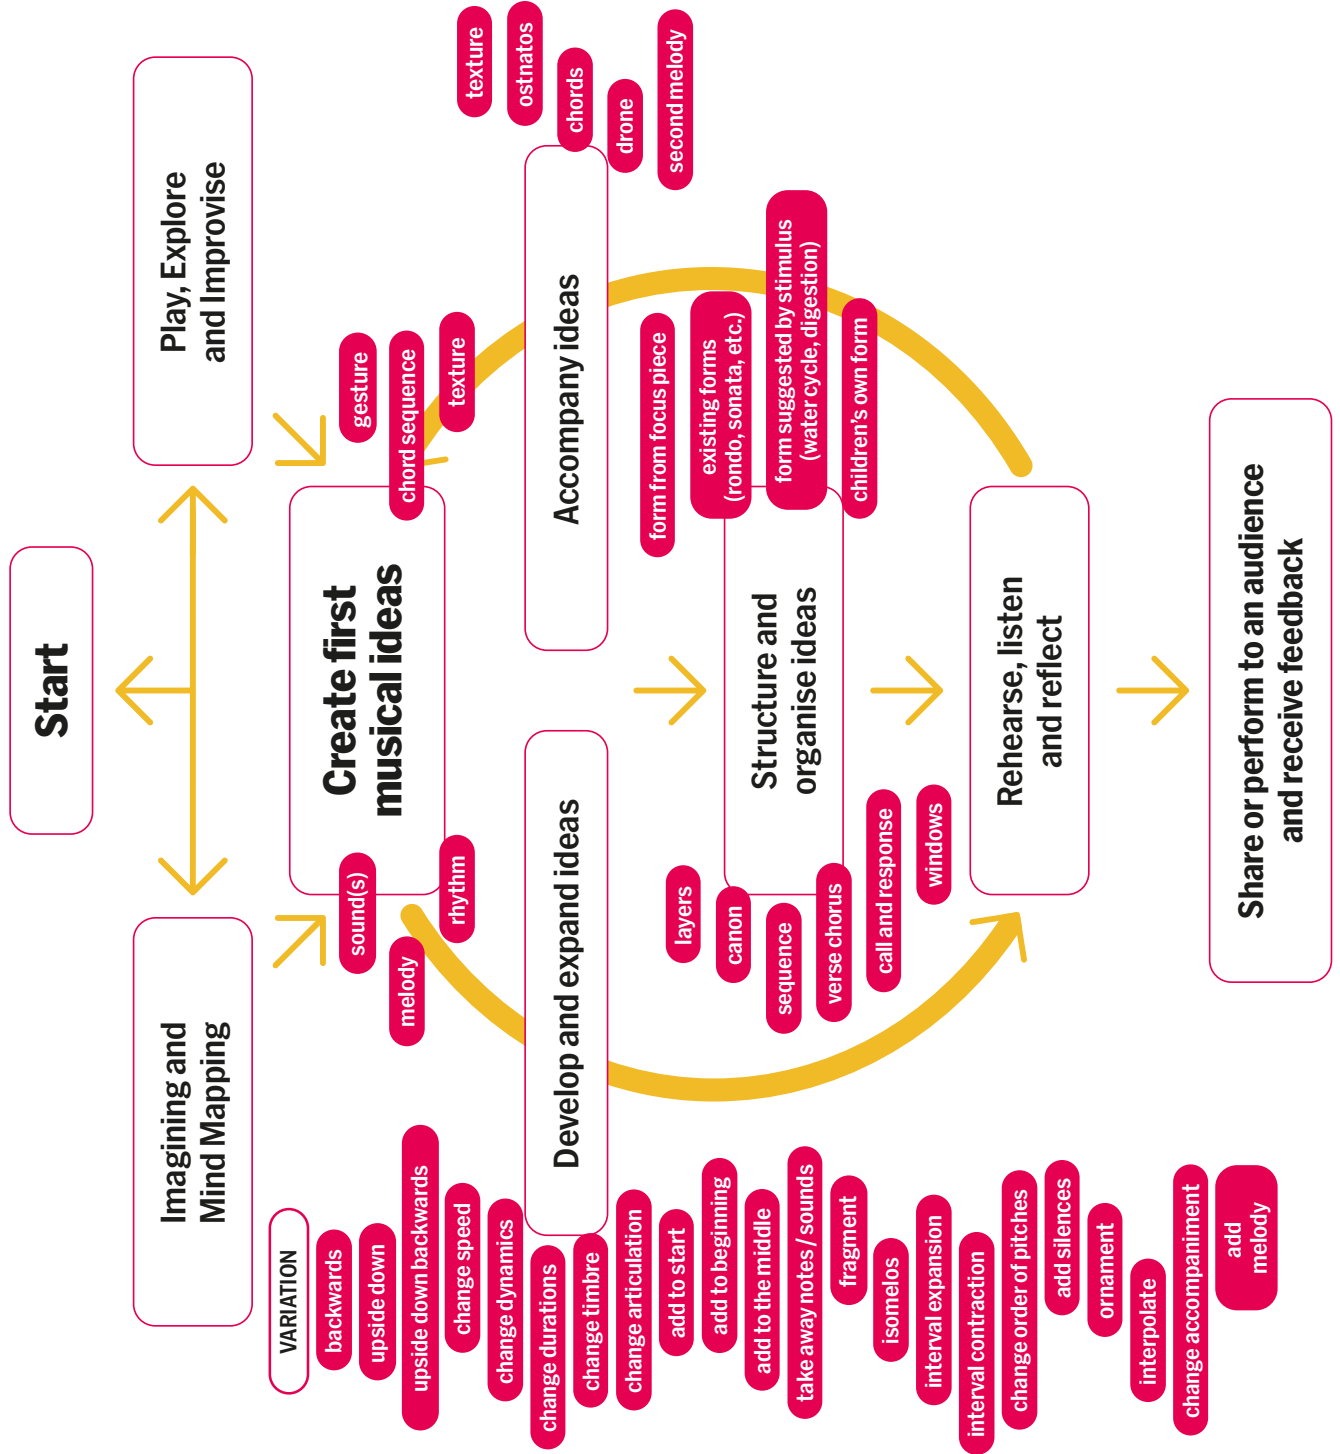 Start
Imagining and
Mind Mapping
Play, Explore
and Improvise
Create first
musical ideas
sound(s)
melody
rhythm
gesture
chord sequence
texture
Develop and expand ideas
VARIATION
backwards
upside down
upside down backwards
change speed
change dynamics
change durations
change timbre
change articulation
add to start
add to beginning
add to the middle
take away notes / sounds
fragment
isomelos
interval expansion
interval contraction
change order of pitches
add silences
ornament
interpolate
change accompaniment
add
melody
Accompany ideas
texture
ostnatos
chords
drone
second melody
Structure and
organise ideas
layers
canon
sequence
verse chorus
call and response
windows
form from focus piece
existing forms
(rondo, sonata, etc.)
form suggested by stimulus
(water cycle, digestion)
children's own form
Rehearse, listen
and reflect
Share or perform to an audience
and receive feedback